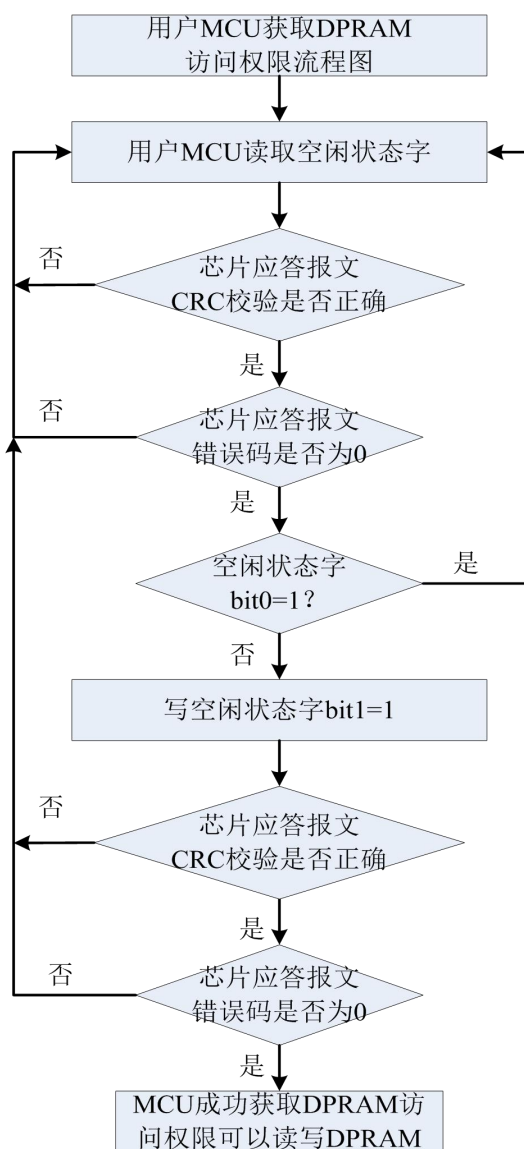 用户MCU获取DPRAM
访问权限流程图
用户MCU读取空闲状态字
否
芯片应答报文
CRC校验是否正确
是
否
芯片应答报文
错误码是否为0
是
空闲状态字
bit0=1？
是
否
写空闲状态字bit1=1
否
芯片应答报文
CRC校验是否正确
是
否
芯片应答报文
错误码是否为0
是
MCU成功获取DPRAM访
问权限可以读写DPRAM